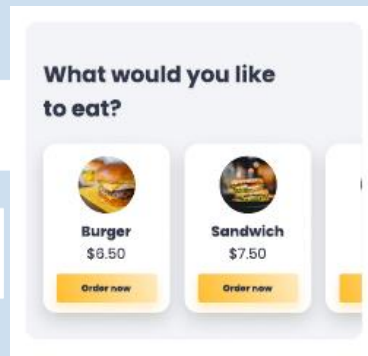 What would you like
to eat?
Burger
$6.50
Order now
Sandwich
$7.50
Order now